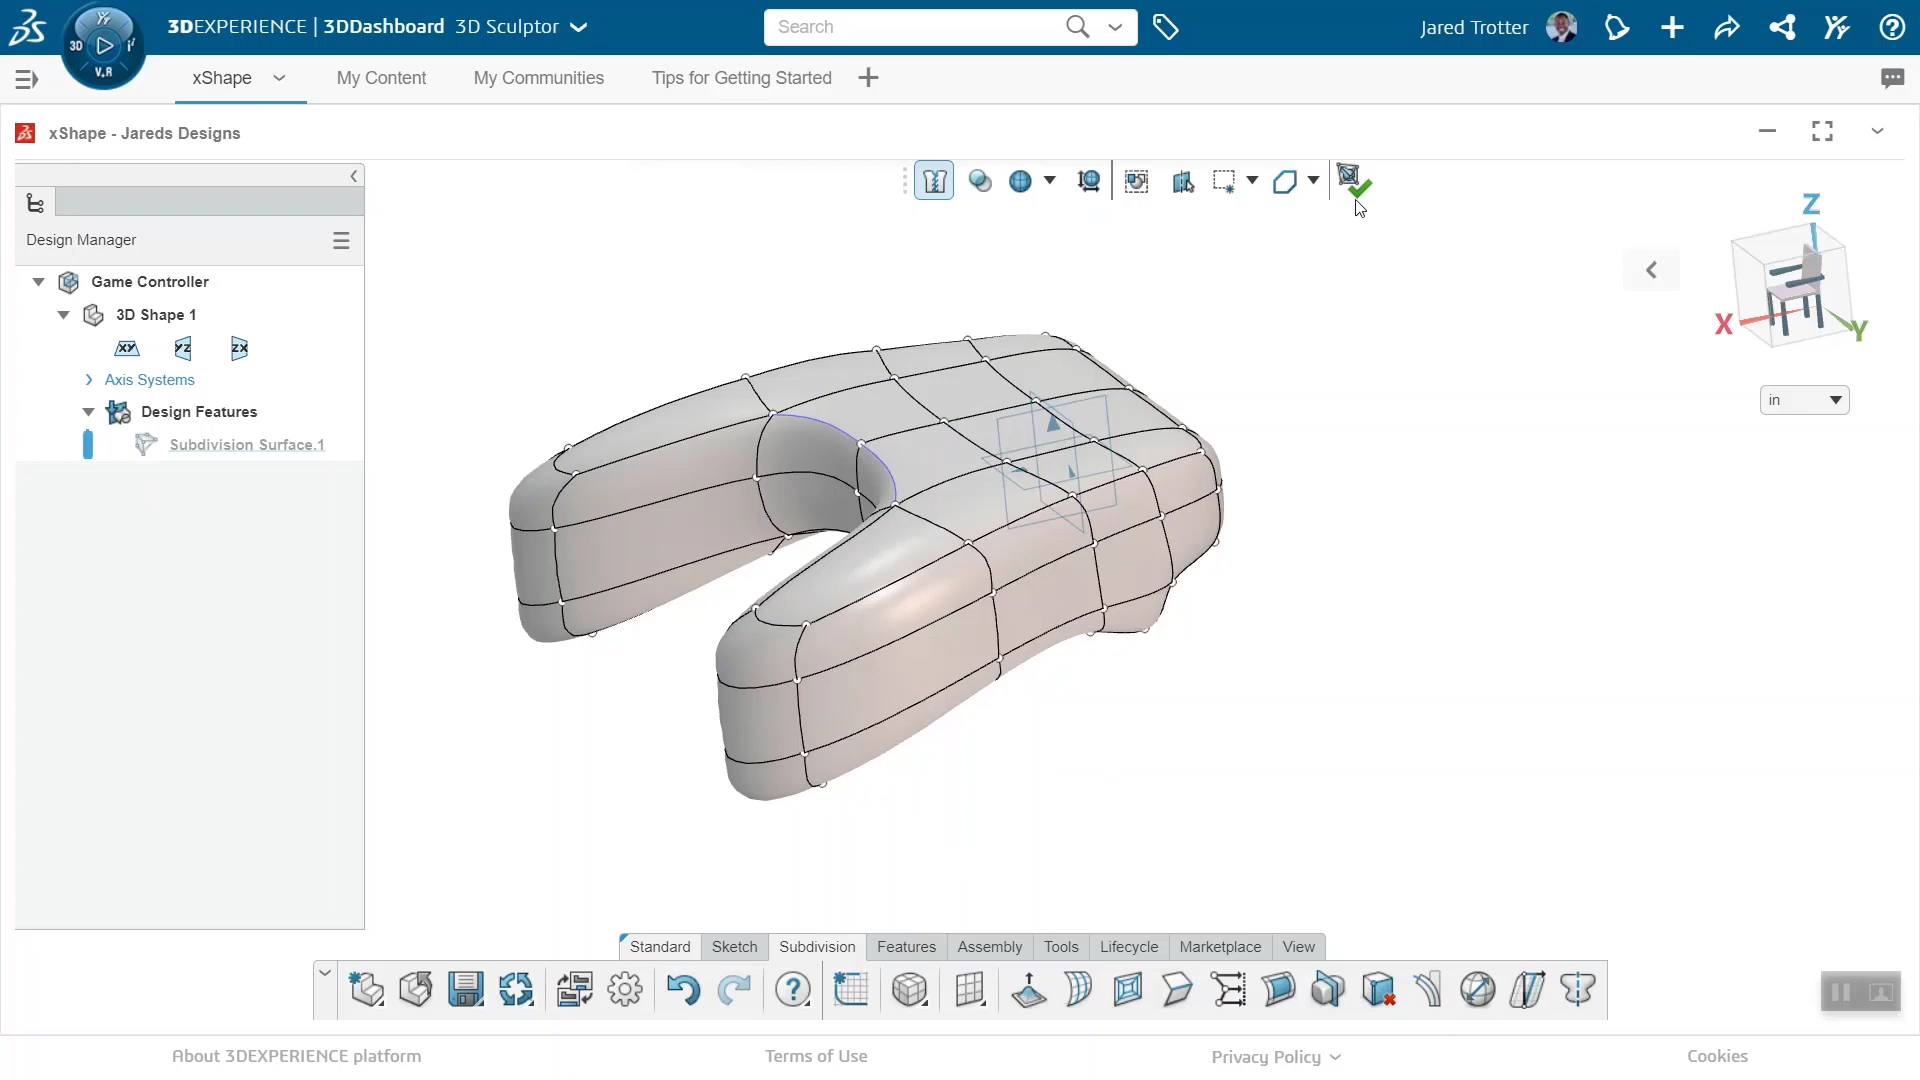 3DEXPERIENCE | 3DDashboard 3D Sculptor
Search
Jared Trotter
3D
V.R
xShape
My Content
My Communities
Tips for Getting Started
xShape - Jareds Designs
Design Manager
Game Controller
3D Shape 1
XY
YZ
ZX
Axis Systems
Design Features
Subdivision Surface.1
Z
X
Y
in
Standard
Sketch
Subdivision
Features
Assembly
Tools
Lifecycle
Marketplace
View
About 3DEXPERIENCE platform
Terms of Use
Privacy Policy
Cookies